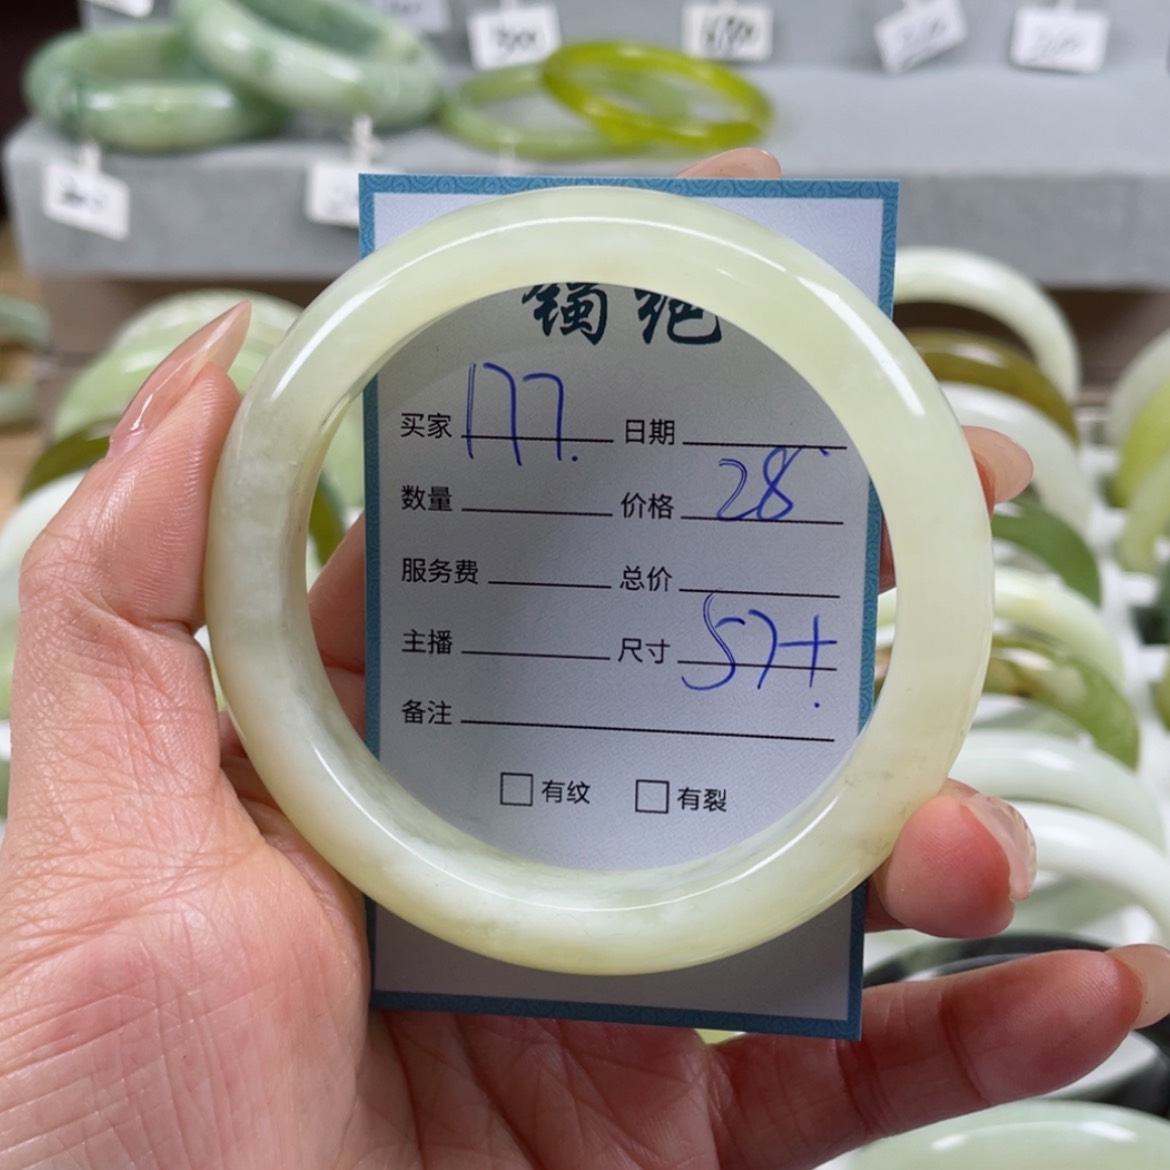 镯
买家 177. 日期
数量 价格 28
服务费 总价
主播 尺寸 57+.
备注
□有纹 □有裂